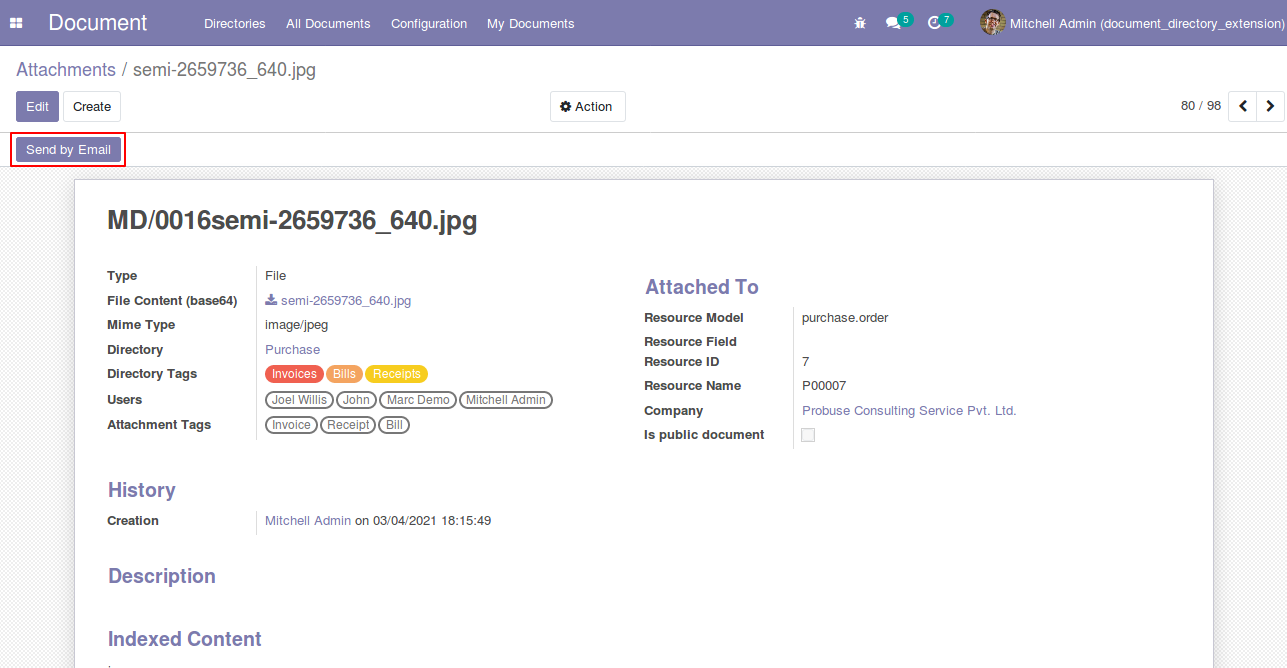 Document Directories All Documents Configuration My Documents 5 7 Mitchell Admin (document_directory_extension)
Attachments / semi-2659736_640.jpg
Edit Create Action 80 / 98
Send by Email
MD/0016semi-2659736_640.jpg
Type File
File Content (base64) semi-2659736_640.jpg
Mime Type image/jpeg
Directory Purchase
Directory Tags Invoices Bills Receipts
Users Joel Willis John Marc Demo Mitchell Admin
Attachment Tags Invoice Receipt Bill
Attached To
Resource Model purchase.order
Resource Field
Resource ID 7
Resource Name P00007
Company Probuse Consulting Service Pvt. Ltd.
Is public document
History
Creation Mitchell Admin on 03/04/2021 18:15:49
Description
Indexed Content